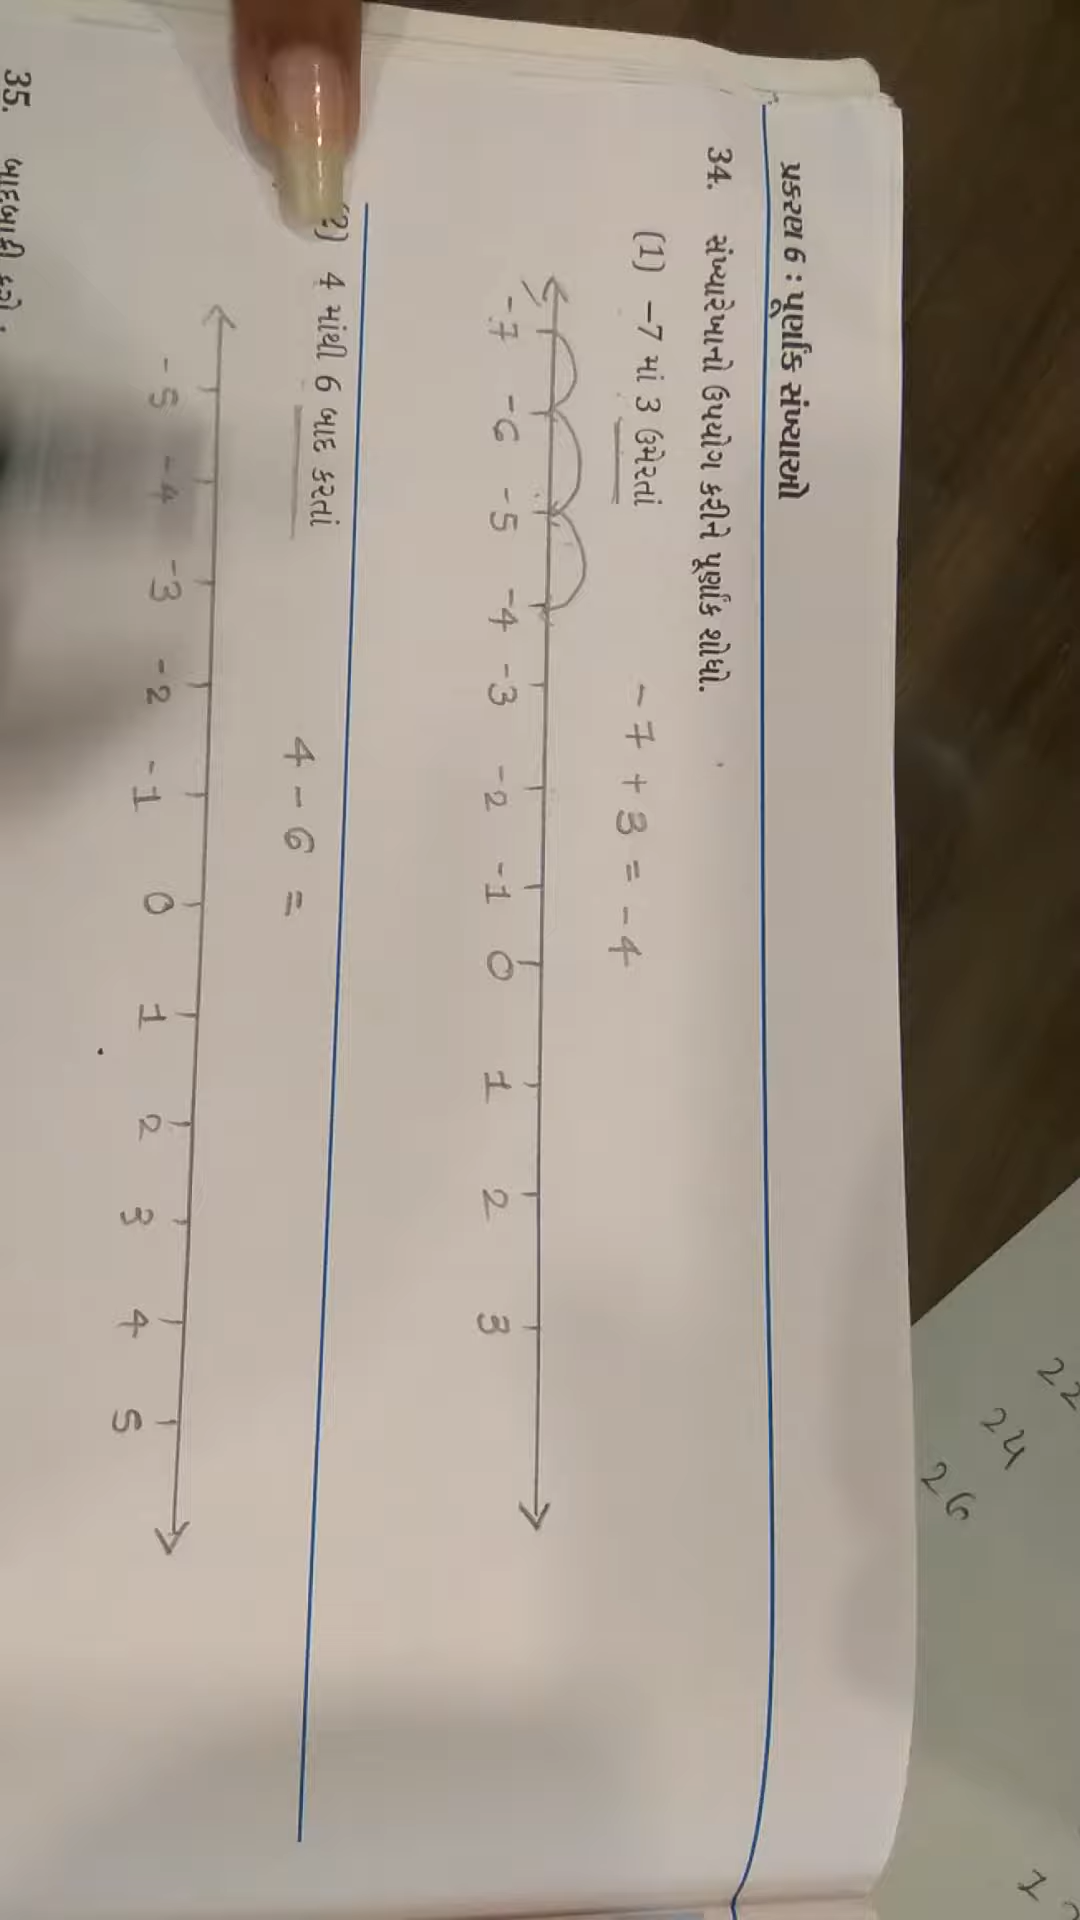 પ્રકરણ 6 : પૂર્ણાંક સંખ્યાઓ
34. સંખ્યારેખાનો ઉપયોગ કરીને પૂર્ણાંક શોધો.
(1) -7 માં 3 ઉમેરતાં
- 7 + 3 = - 4
-7 -6 -5 -4 -3 -2 -1 0 1 2 3
4 માંથી 6 બાદ કરતાં
4 - 6 =
-5 -4 -3 -2 -1 0 1 2 3 4 5
35. બાદબાકી કરો.
22
24
26